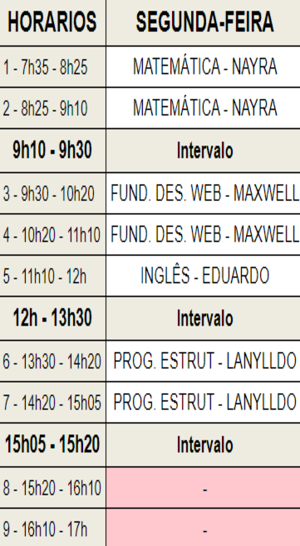 HORARIOS SEGUNDA-FEIRA
1 - 7h35 - 8h25 MATEMÁTICA - NAYRA
2 - 8h25 - 9h10 MATEMÁTICA - NAYRA
9h10 - 9h30 Intervalo
3 - 9h30 - 10h20 FUND. DES. WEB - MAXWELL
4 - 10h20 - 11h10 FUND. DES. WEB - MAXWELL
5 - 11h10 - 12h INGLÊS - EDUARDO
12h - 13h30 Intervalo
6 - 13h30 - 14h20 PROG. ESTRUT - LANYLLDO
7 - 14h20 - 15h05 PROG. ESTRUT - LANYLLDO
15h05 - 15h20 Intervalo
8 - 15h20 - 16h10 -
9 - 16h10 - 17h -